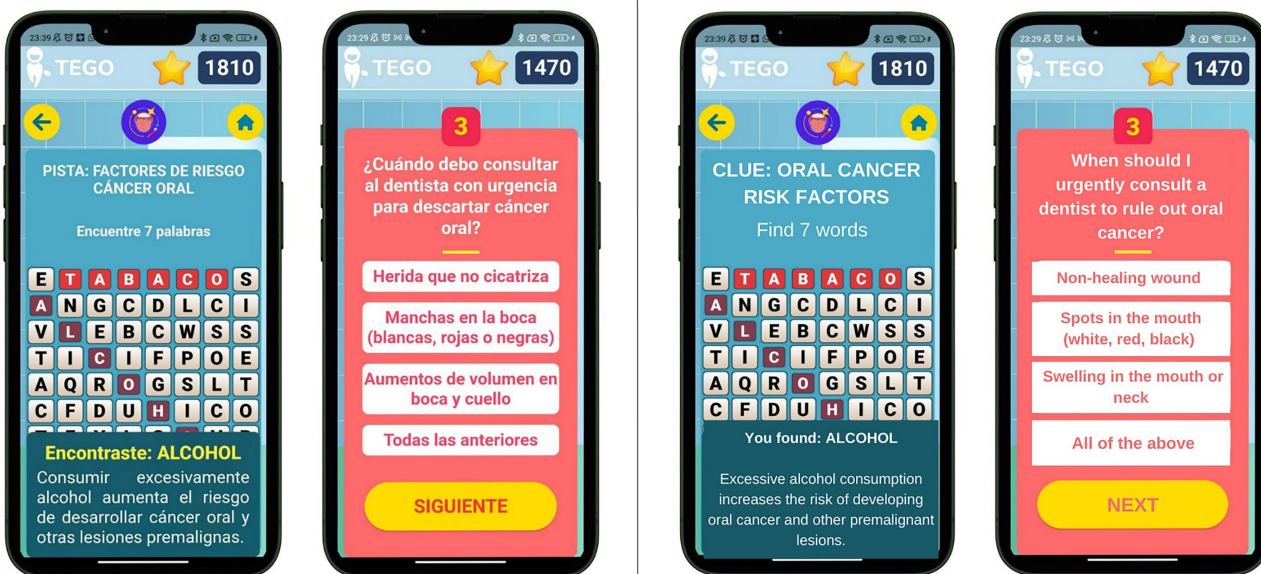 23:39
TEGO
1810
PISTA: FACTORES DE RIESGO
CÁNCER ORAL
Encuentre 7 palabras
E T A B A C O S
A N G C D L C I
V L E B C W S S
T I C I F P O E
A Q R O G S L T
C F D U H I C O
Encontraste: ALCOHOL
Consumir excesivamente
alcohol aumenta el riesgo
de desarrollar cáncer oral y
otras lesiones premalignas.
23:29
TEGO
1470
3
¿Cuándo debo consultar
al dentista con urgencia
para descartar cáncer
oral?
Herida que no cicatriza
Manchas en la boca
(blancas, rojas o negras)
Aumentos de volumen en
boca y cuello
Todas las anteriores
SIGUIENTE
23:39
TEGO
1810
CLUE: ORAL CANCER
RISK FACTORS
Find 7 words
E T A B A C O S
A N G C D L C I
V L E B C W S S
T I C I F P O E
A Q R O G S L T
C F D U H I C O
You found: ALCOHOL
Excessive alcohol consumption
increases the risk of developing
oral cancer and other premalignant
lesions.
23:29
TEGO
1470
3
When should I
urgently consult a
dentist to rule out oral
cancer?
Non-healing wound
Spots in the mouth
(white, red, black)
Swelling in the mouth or
neck
All of the above
NEXT